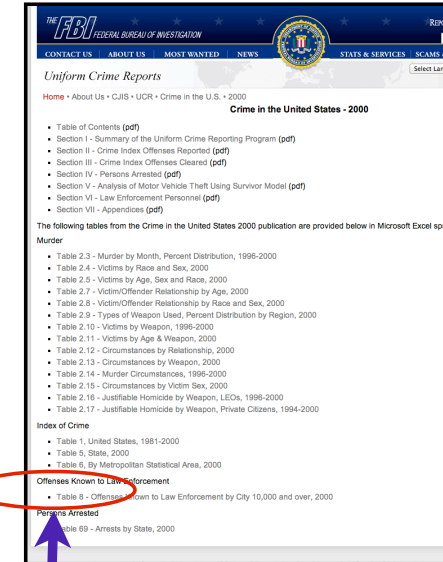 THE FBI FEDERAL BUREAU OF INVESTIGATION
CONTACT US ABOUT US MOST WANTED NEWS STATS & SERVICES SCAMS
Uniform Crime Reports
Home • About Us • CJIS • UCR • Crime in the U.S. • 2000
Crime in the United States - 2000
Table of Contents (pdf)
Section I - Summary of the Uniform Crime Reporting Program (pdf)
Section II - Crime Index Offenses Reported (pdf)
Section III - Crime Index Offenses Cleared (pdf)
Section IV - Persons Arrested (pdf)
Section V - Analysis of Motor Vehicle Theft Using Survivor Model (pdf)
Section VI - Law Enforcement Personnel (pdf)
Section VII - Appendices (pdf)
The following tables from the Crime in the United States 2000 publication are provided below in Microsoft Excel
Murder
Table 2.3 - Murder by Month, Percent Distribution, 1996-2000
Table 2.4 - Victims by Race and Sex, 2000
Table 2.5 - Victims by Age, Sex and Race, 2000
Table 2.7 - Victim/Offender Relationship by Age, 2000
Table 2.8 - Victim/Offender Relationship by Race and Sex, 2000
Table 2.9 - Types of Weapon Used, Percent Distribution by Region, 2000
Table 2.10 - Victims by Weapon, 1996-2000
Table 2.11 - Victims by Age & Weapon, 2000
Table 2.12 - Circumstances by Relationship, 2000
Table 2.13 - Circumstances by Weapon, 2000
Table 2.14 - Murder Circumstances, 1996-2000
Table 2.15 - Circumstances by Victim Sex, 2000
Table 2.16 - Justifiable Homicide by Weapon, LEOs, 1996-2000
Table 2.17 - Justifiable Homicide by Weapon, Private Citizens, 1994-2000
Index of Crime
Table 1, United States, 1981-2000
Table 5, State, 2000
Table 6, By Metropolitan Statistical Area, 2000
Offenses Known to Law Enforcement
Table 8 - Offenses Known to Law Enforcement by City 10,000 and over, 2000
Persons Arrested
Table 69 - Arrests by State, 2000